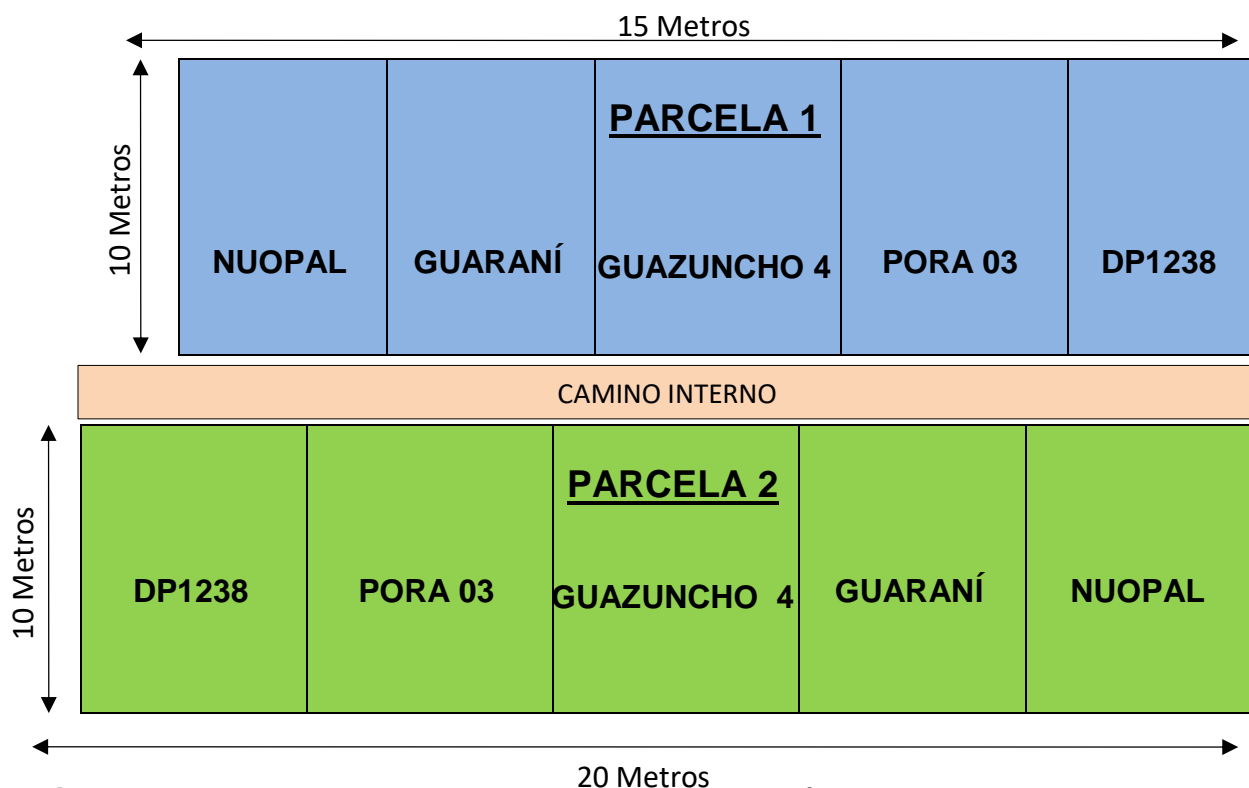 15 Metros
10 Metros
PARCELA 1
NUOPAL
GUARANÍ
GUAZUNCHO 4
PORA 03
DP1238
CAMINO INTERNO
10 Metros
PARCELA 2
DP1238
PORA 03
GUAZUNCHO 4
GUARANÍ
NUOPAL
20 Metros